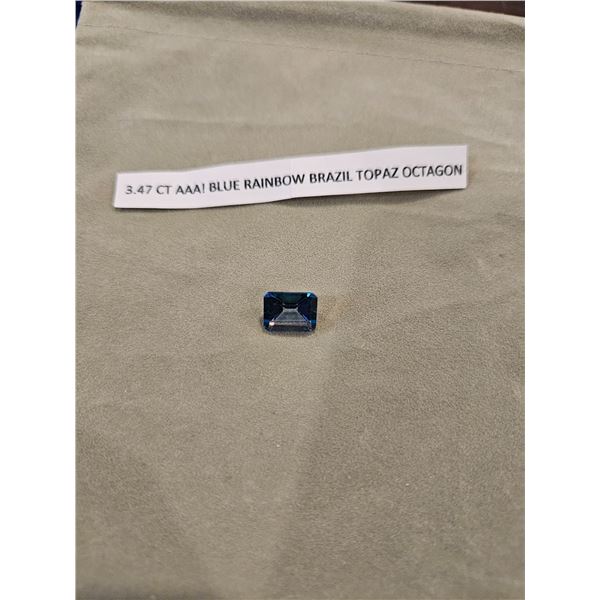 3.47 CT AAA! BLUE RAINBOW BRAZIL TOPAZ OCTAGON